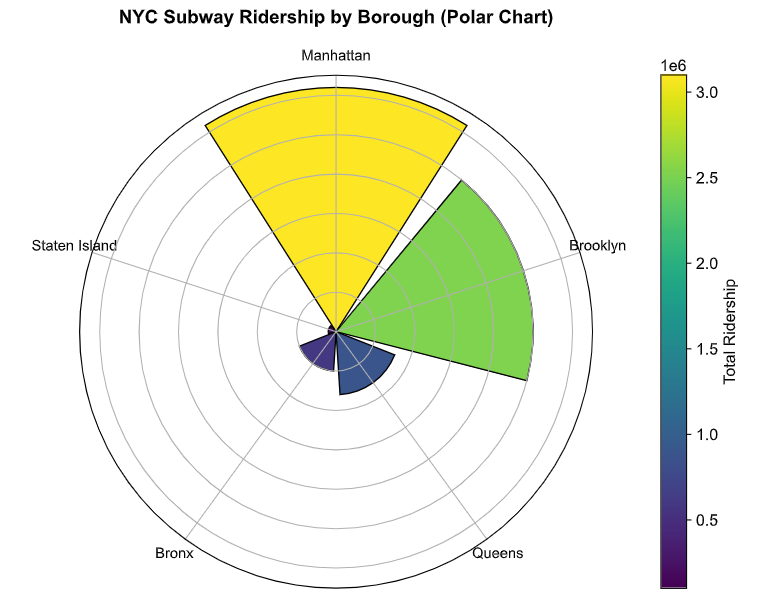 NYC Subway Ridership by Borough (Polar Chart)
Manhattan
1e6
3.0
2.5
Staten Island
Brooklyn
2.0
Total Ridership
1.5
1.0
0.5
Bronx
Queens